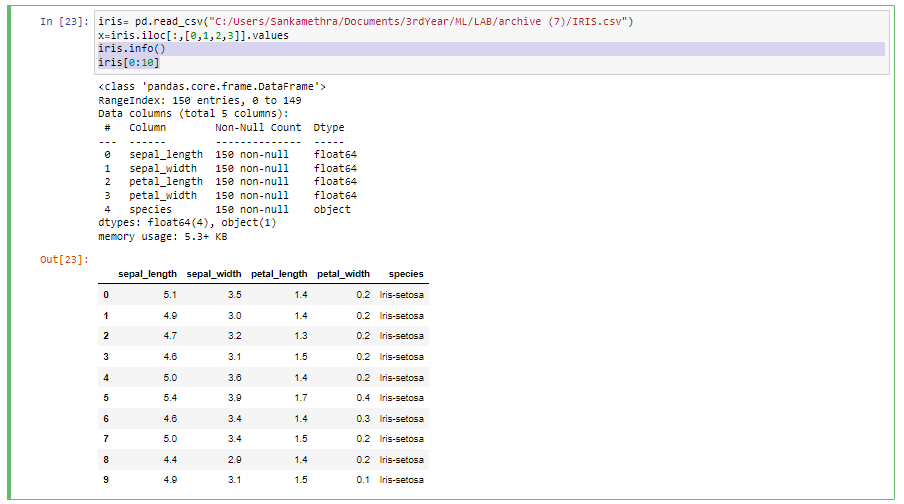 In [23]: iris= pd.read_csv("C:/Users/Sankamethra/Documents/3rdYear/ML/LAB/archive (7)/IRIS.csv")
x=iris.iloc[:,[0,1,2,3]].values
iris.info()
iris[0:10]
<class 'pandas.core.frame.DataFrame'>
RangeIndex: 150 entries, 0 to 149
Data columns (total 5 columns):
 #   Column        Non-Null Count  Dtype
---  ------        --------------  -----
 0   sepal_length  150 non-null    float64
 1   sepal_width   150 non-null    float64
 2   petal_length  150 non-null    float64
 3   petal_width   150 non-null    float64
 4   species       150 non-null    object
dtypes: float64(4), object(1)
memory usage: 5.3+ KB
Out[23]:
sepal_length sepal_width petal_length petal_width species
0 5.1 3.5 1.4 0.2 Iris-setosa
1 4.9 3.0 1.4 0.2 Iris-setosa
2 4.7 3.2 1.3 0.2 Iris-setosa
3 4.6 3.1 1.5 0.2 Iris-setosa
4 5.0 3.6 1.4 0.2 Iris-setosa
5 5.4 3.9 1.7 0.4 Iris-setosa
6 4.6 3.4 1.4 0.3 Iris-setosa
7 5.0 3.4 1.5 0.2 Iris-setosa
8 4.4 2.9 1.4 0.2 Iris-setosa
9 4.9 3.1 1.5 0.1 Iris-setosa